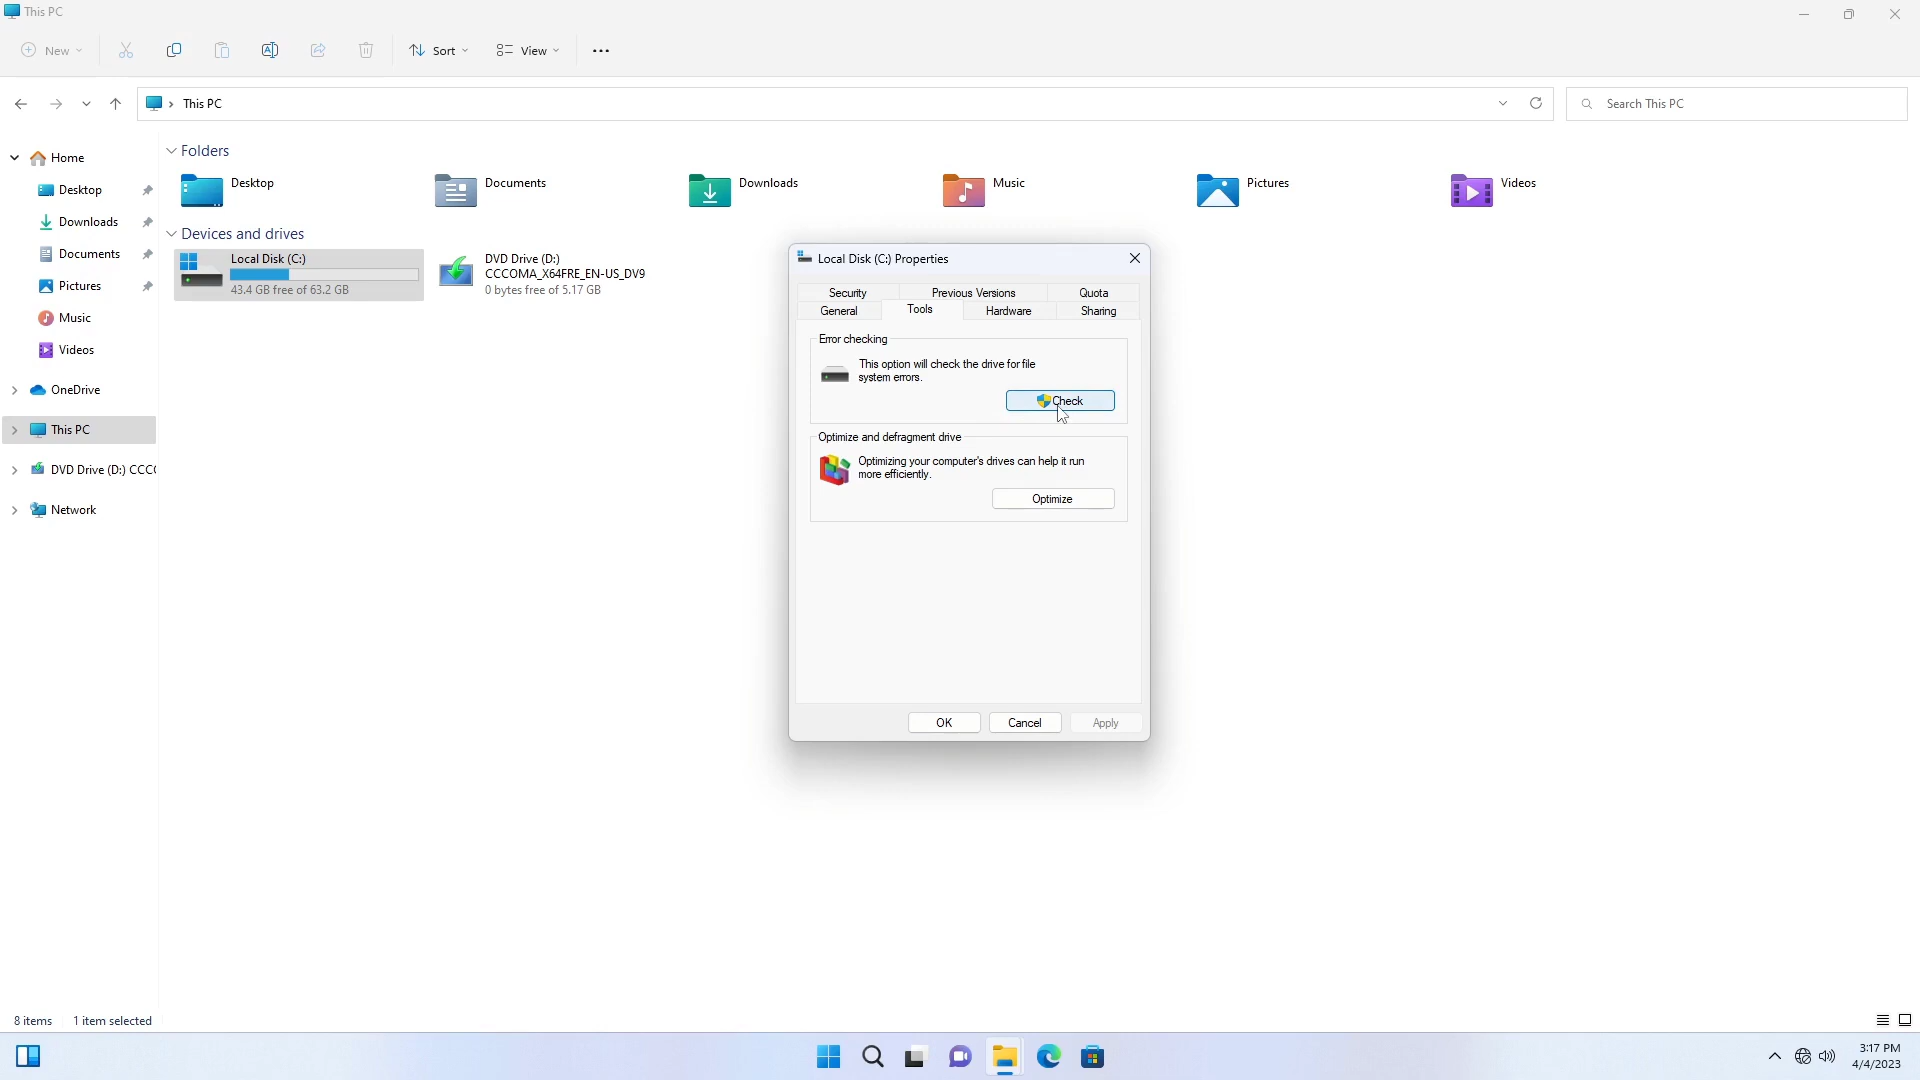 This PC
New
Sort
View
This PC
Search This PC
Home
Desktop
Downloads
Documents
Pictures
Music
Videos
OneDrive
This PC
DVD Drive (D:) CCC
Network
Folders
Desktop
Documents
Downloads
Music
Pictures
Videos
Devices and drives
Local Disk (C:)
43.4 GB free of 63.2 GB
DVD Drive (D:)
CCCOMA_X64FRE_EN-US_DV9
0 bytes free of 5.17 GB
Local Disk (C:) Properties
Security Previous Versions Quota
General Tools Hardware Sharing
Error checking
This option will check the drive for file
system errors.
Check
Optimize and defragment drive
Optimizing your computer's drives can help it run
more efficiently.
Optimize
OK Cancel Apply
8 items 1 item selected
3:17 PM
4/4/2023